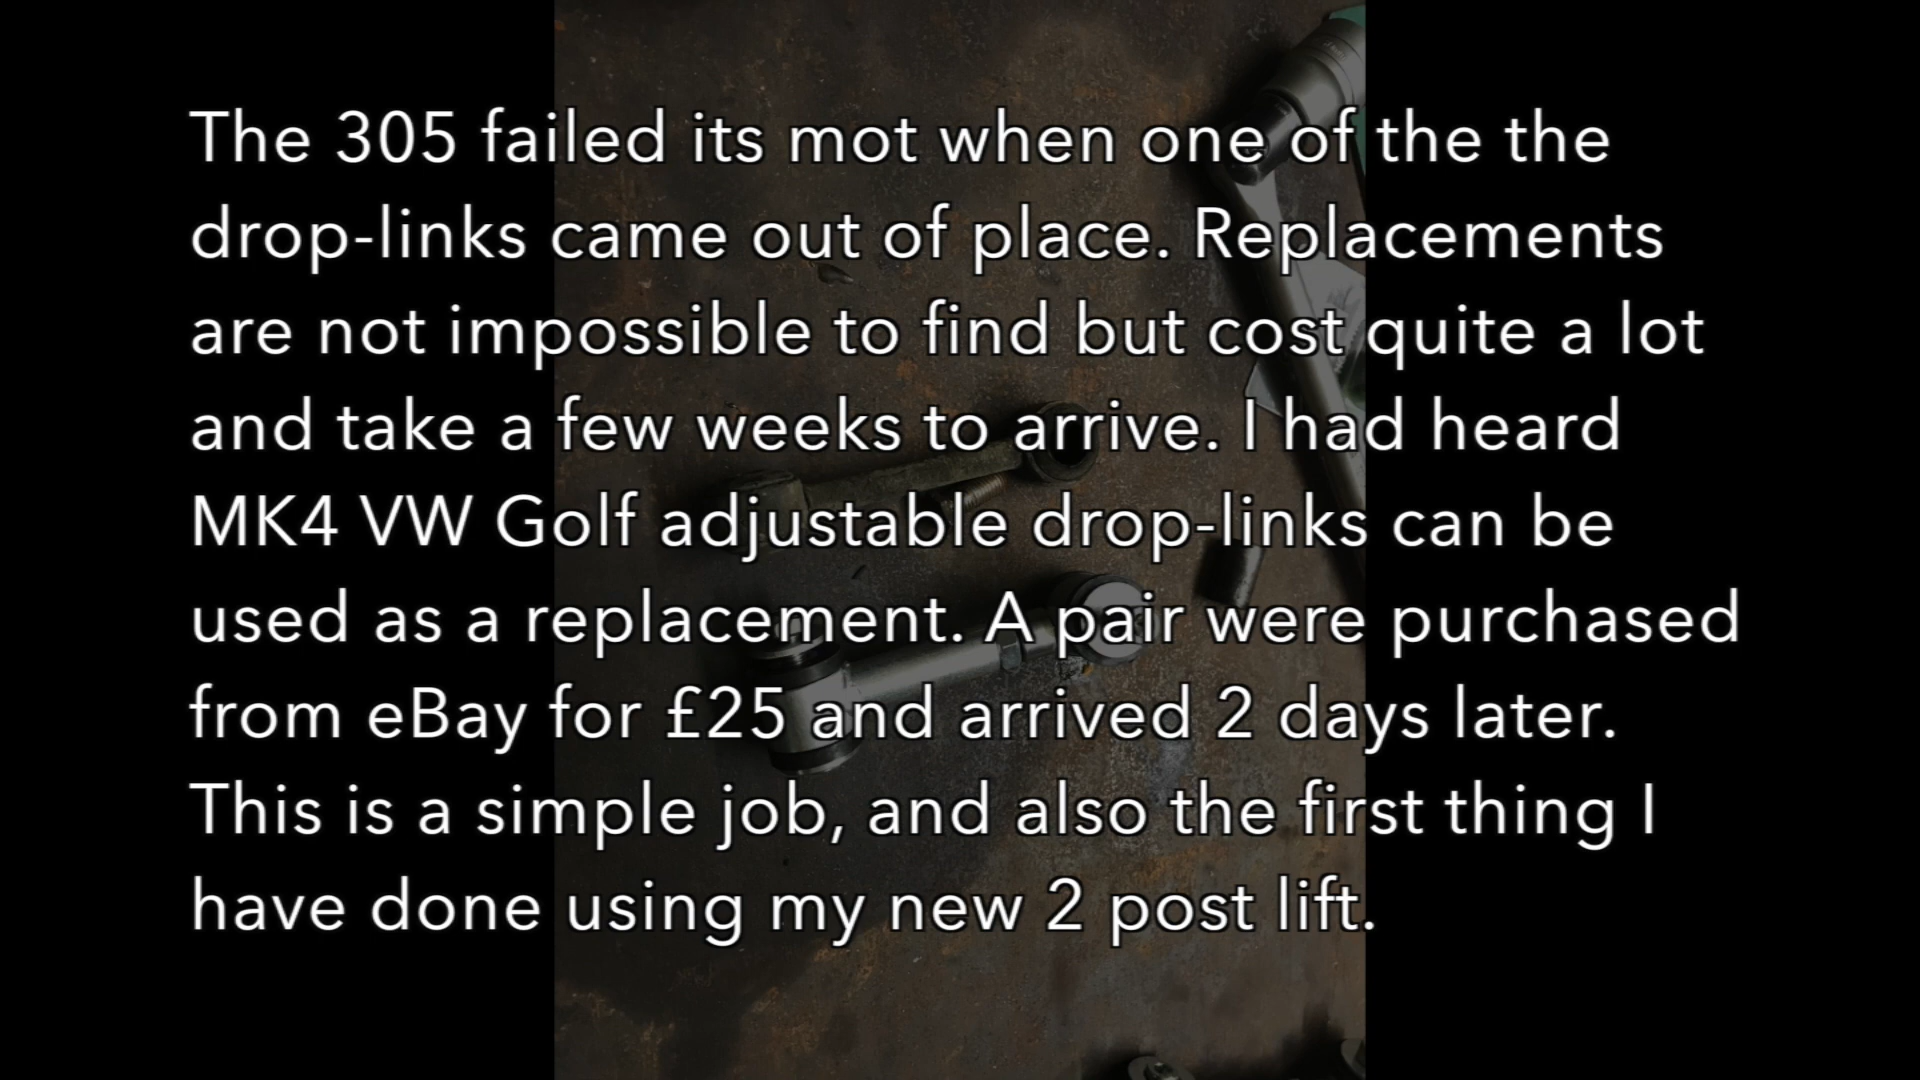 The 305 failed its mot when one of the the
drop-links came out of place. Replacements
are not impossible to find but cost quite a lot
and take a few weeks to arrive. I had heard
MK4 VW Golf adjustable drop-links can be
used as a replacement. A pair were purchased
from eBay for £25 and arrived 2 days later.
This is a simple job, and also the first thing I
have done using my new 2 post lift.